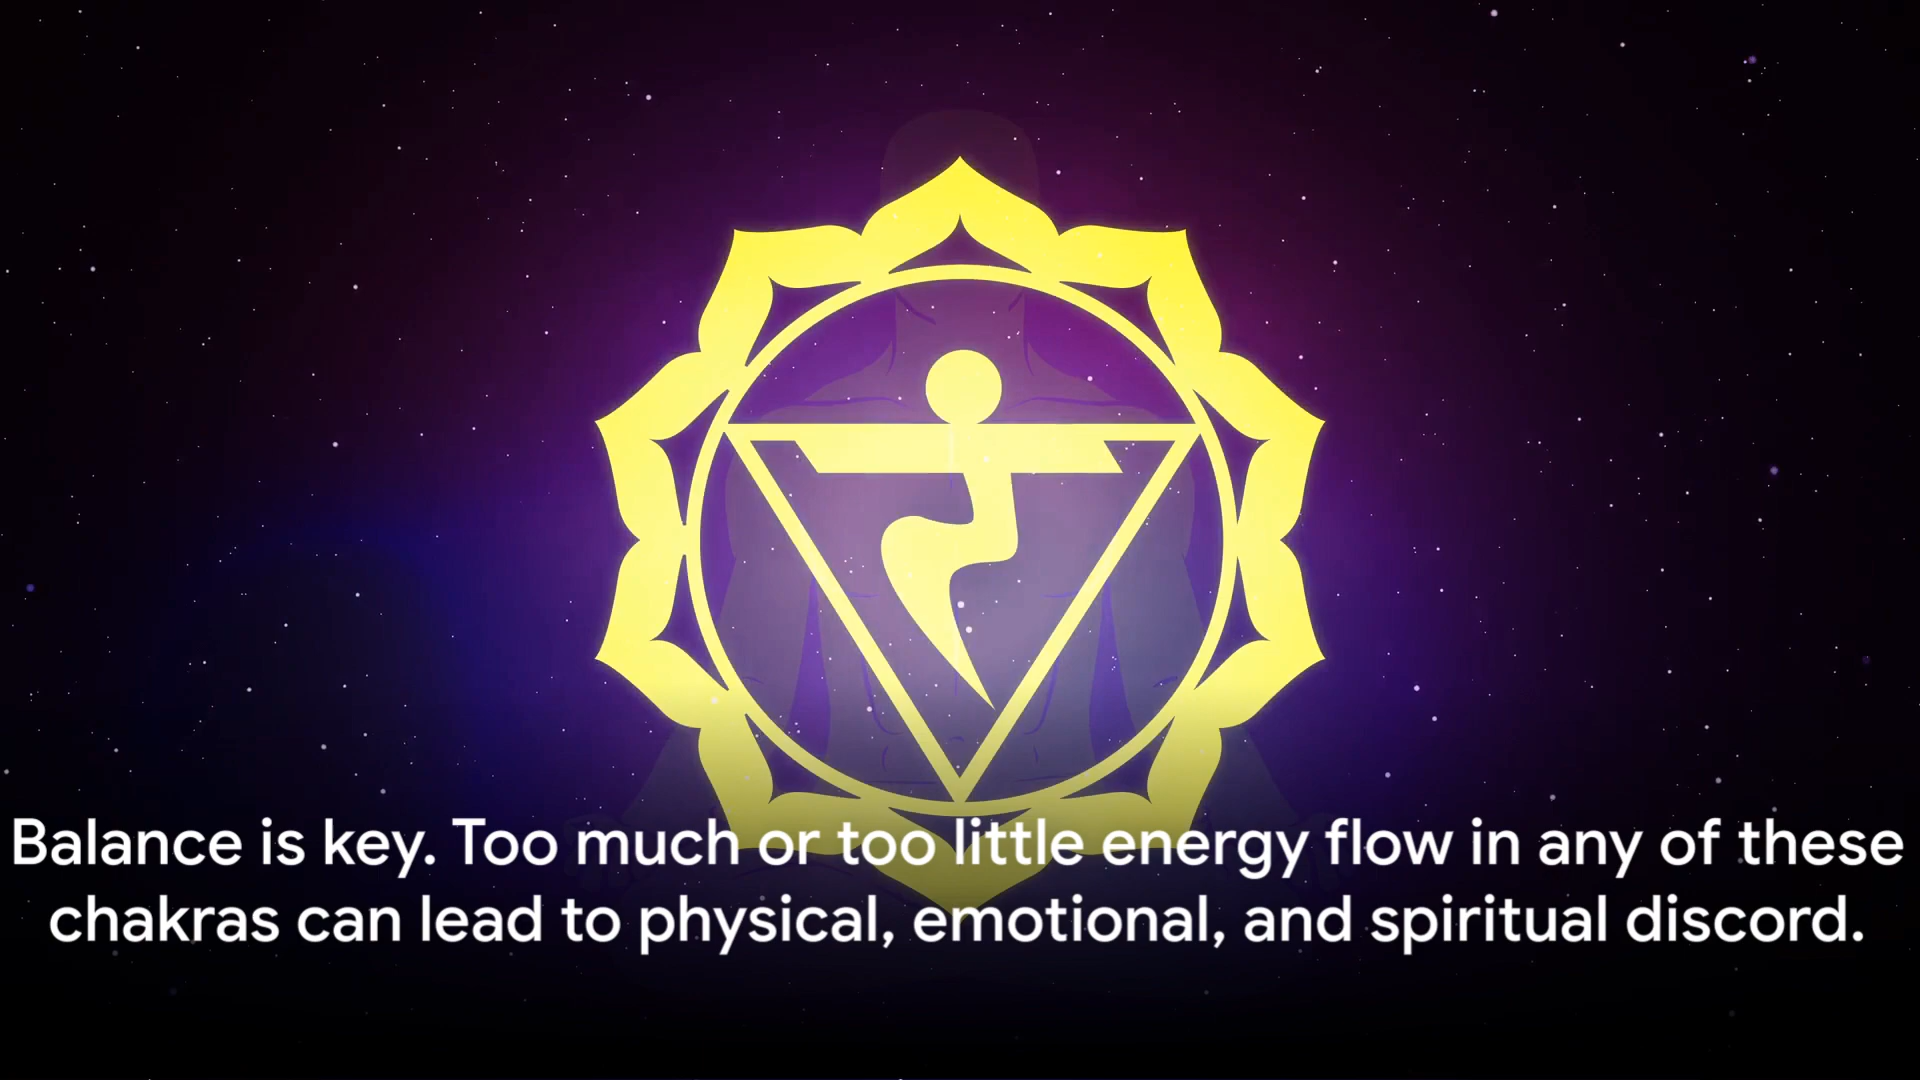 Balance is key. Too much or too little energy flow in any of these
chakras can lead to physical, emotional, and spiritual discord.